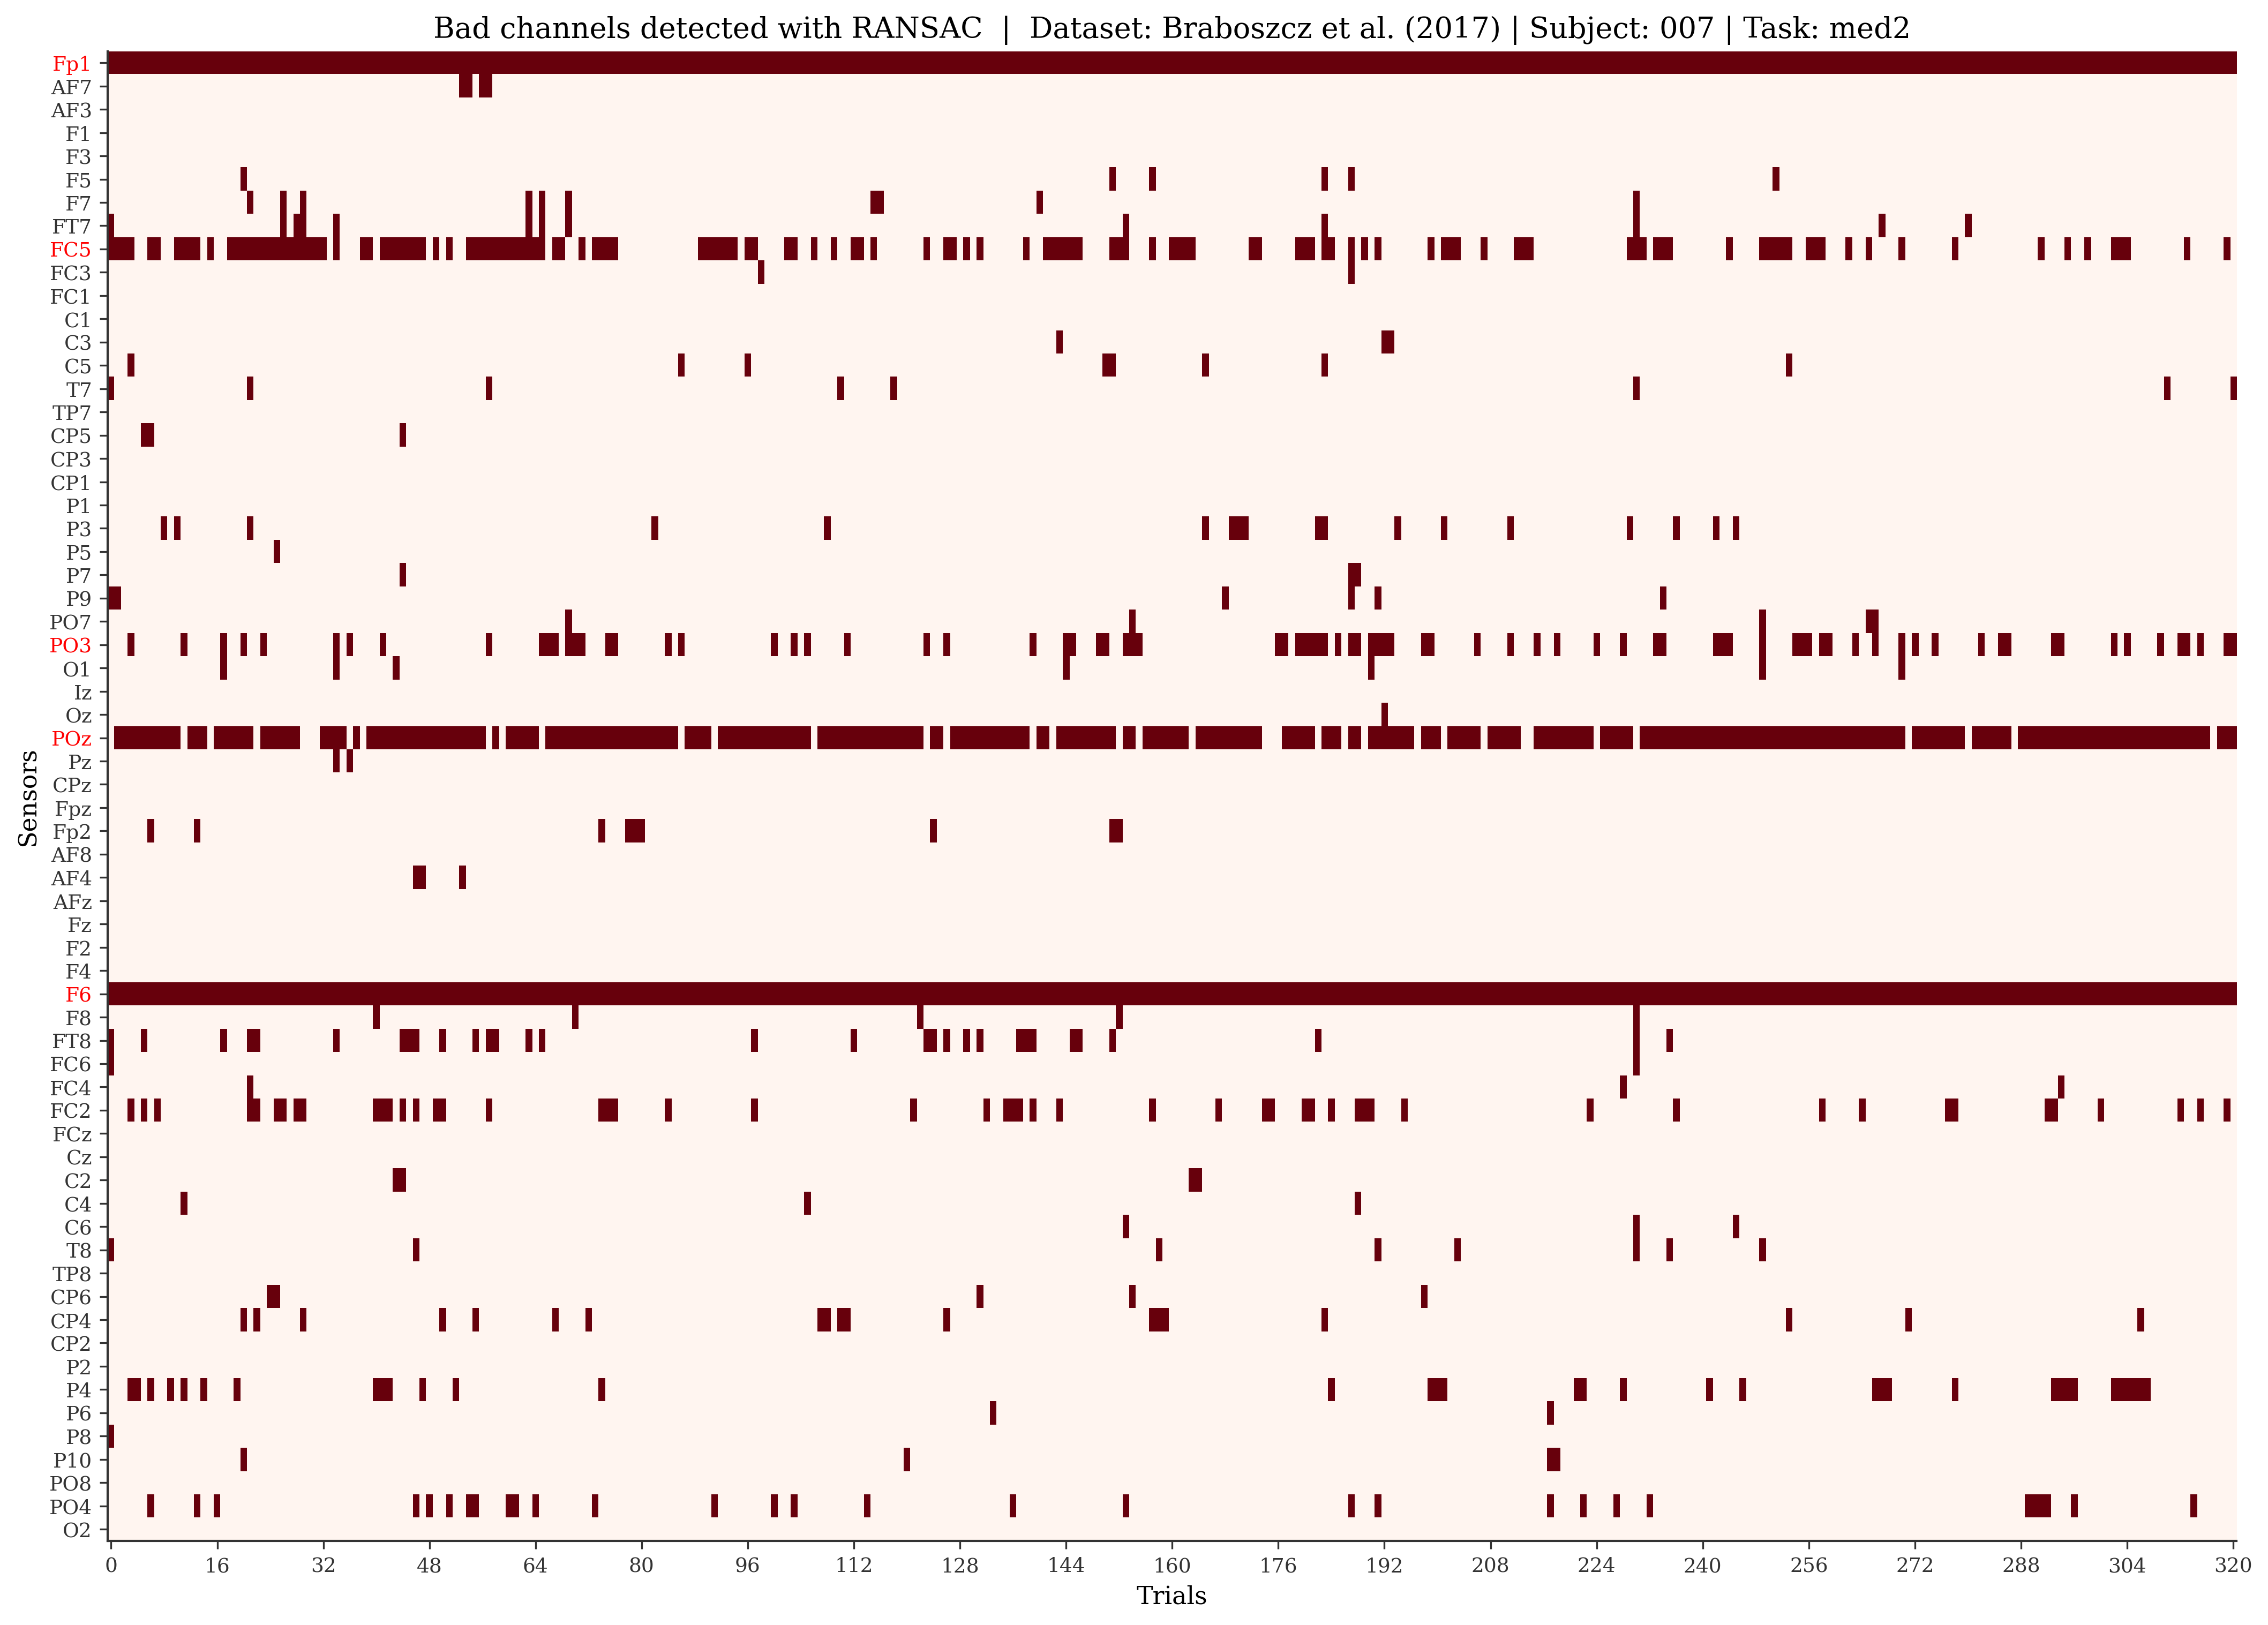 Bad channels detected with RANSAC | Dataset: Braboszcz et al. (2017) | Subject: 007 | Task: med2
Sensors
Fp1
AF7
AF3
F1
F3
F5
F7
FT7
FC5
FC3
FC1
C1
C3
C5
T7
TP7
CP5
CP3
CP1
P1
P3
P5
P7
P9
PO7
PO3
O1
Iz
Oz
POz
Pz
CPz
Fpz
Fp2
AF8
AF4
AFz
Fz
F2
F4
F6
F8
FT8
FC6
FC4
FC2
FCz
Cz
C2
C4
C6
T8
TP8
CP6
CP4
CP2
P2
P4
P6
P8
P10
PO8
PO4
O2
0 16 32 48 64 80 96 112 128 144 160 176 192 208 224 240 256 272 288 304 320
Trials